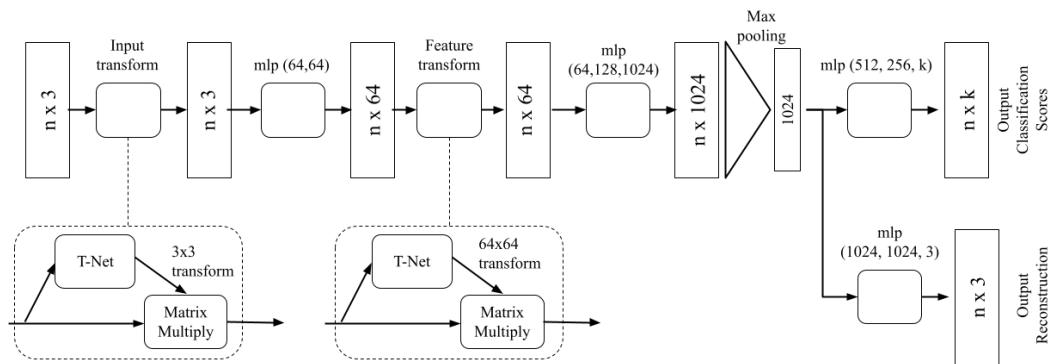 n x 3
Input
transform
n x 3
mlp (64,64)
n x 64
Feature
transform
n x 64
mlp
(64,128,1024)
n x 1024
Max
pooling
1024
mlp (512, 256, k)
n x k
Output
Classification
Scores
T-Net
3x3
transform
Matrix
Multiply
T-Net
64x64
transform
Matrix
Multiply
mlp
(1024, 1024, 3)
n x 3
Output
Reconstruction